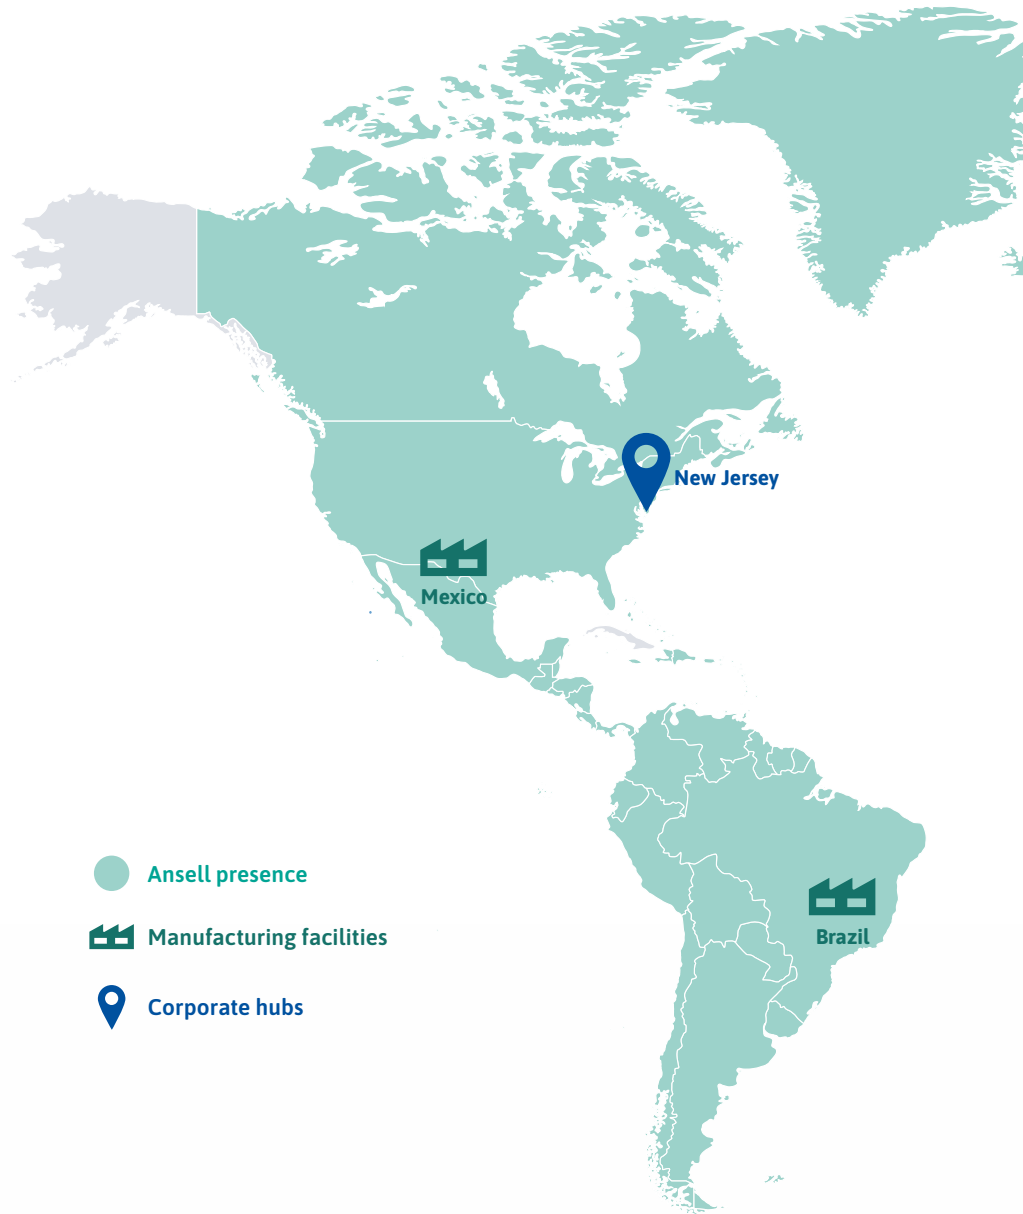 New Jersey
Mexico
Ansell presence
Manufacturing facilities
Brazil
Corporate hubs